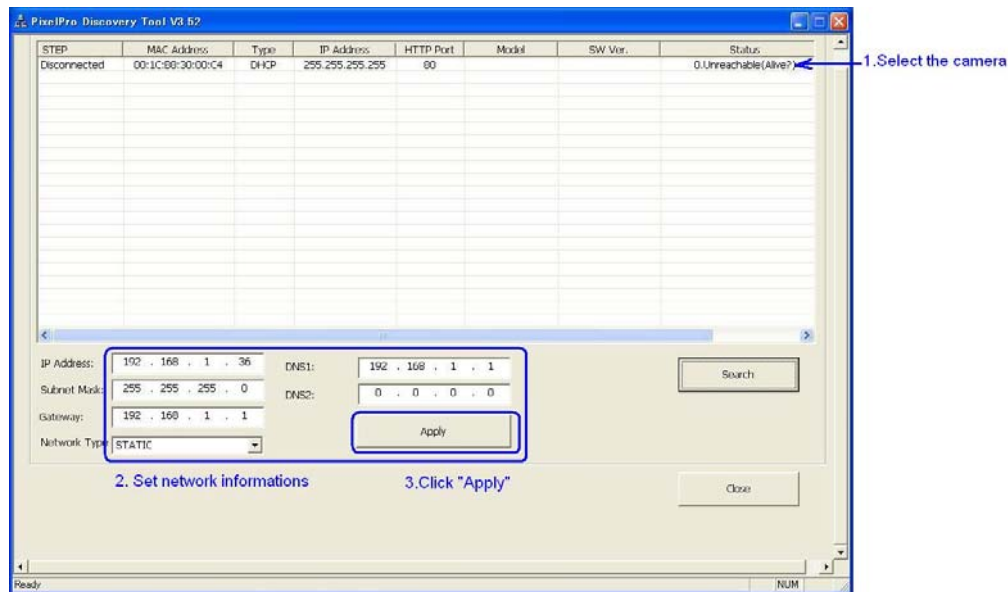 PixelPro Discovery Tool V3.52
STEP MAC Address Type IP Address HTTP Port Model SW Ver. Status
Disconnected 00:1C:B8:30:00:C4 DHCP 255.255.255.255 80 0.Unreachable(Alive?)
1.Select the camera
IP Address: 192 . 168 . 1 . 36 DNS1: 192 . 168 . 1 . 1
Search
Subnet Mask: 255 . 255 . 255 . 0 DNS2: 0 . 0 . 0 . 0
Gateway: 192 . 168 . 1 . 1
Apply
Network Type STATIC
2. Set network informations 3.Click "Apply"
Close
Ready NUM